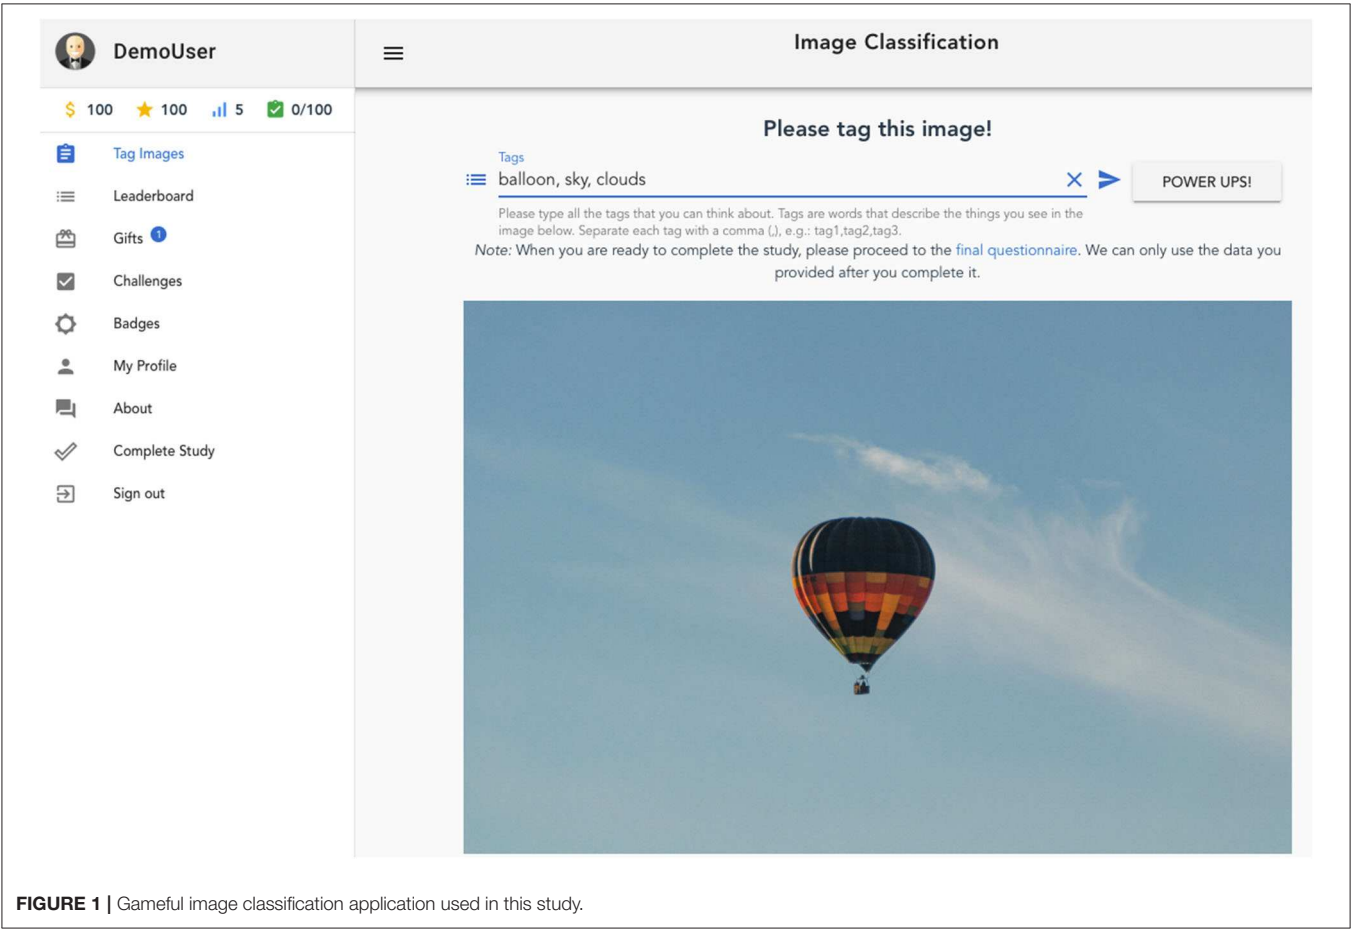 DemoUser
Image Classification
100 100 5 0/100
Please tag this image!
Tag Images
Tags
balloon, sky, clouds
POWER UPS!
Leaderboard
Please type all the tags that you can think about. Tags are words that describe the things you see in the
image below. Separate each tag with a comma (,), e.g.: tag1,tag2,tag3.
Gifts 1
Note: When you are ready to complete the study, please proceed to the final questionnaire. We can only use the data you
provided after you complete it.
Challenges
Badges
My Profile
About
Complete Study
Sign out
FIGURE 1 | Gameful image classification application used in this study.